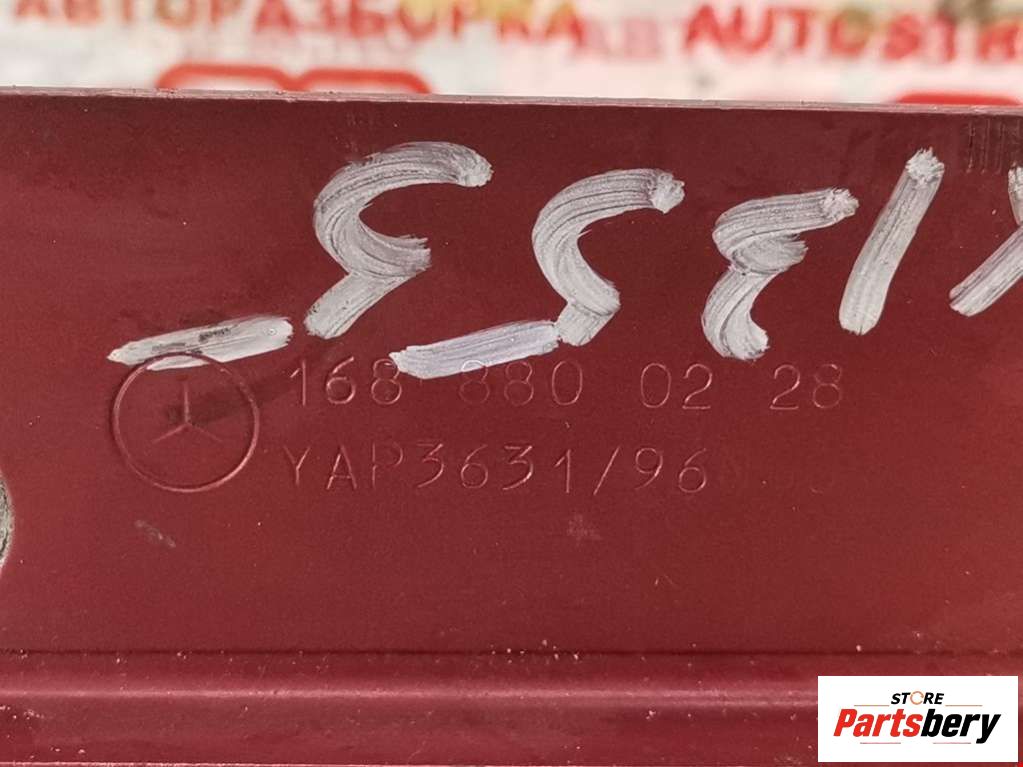 АВТОРАЗБОРКА
AUTOSTR
168 880 02 28
YAP3631/96
STORE
Partsbery